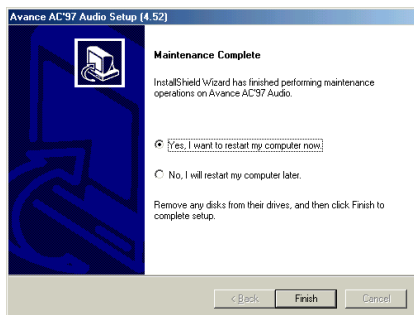 Avance AC'97 Audio Setup (4.52)
Maintenance Complete
InstallShield Wizard has finished performing maintenance
operations on Avance AC'97 Audio.
Yes, I want to restart my computer now.
No, I will restart my computer later.
Remove any disks from their drives, and then click Finish to
complete setup.
< Back Finish Cancel